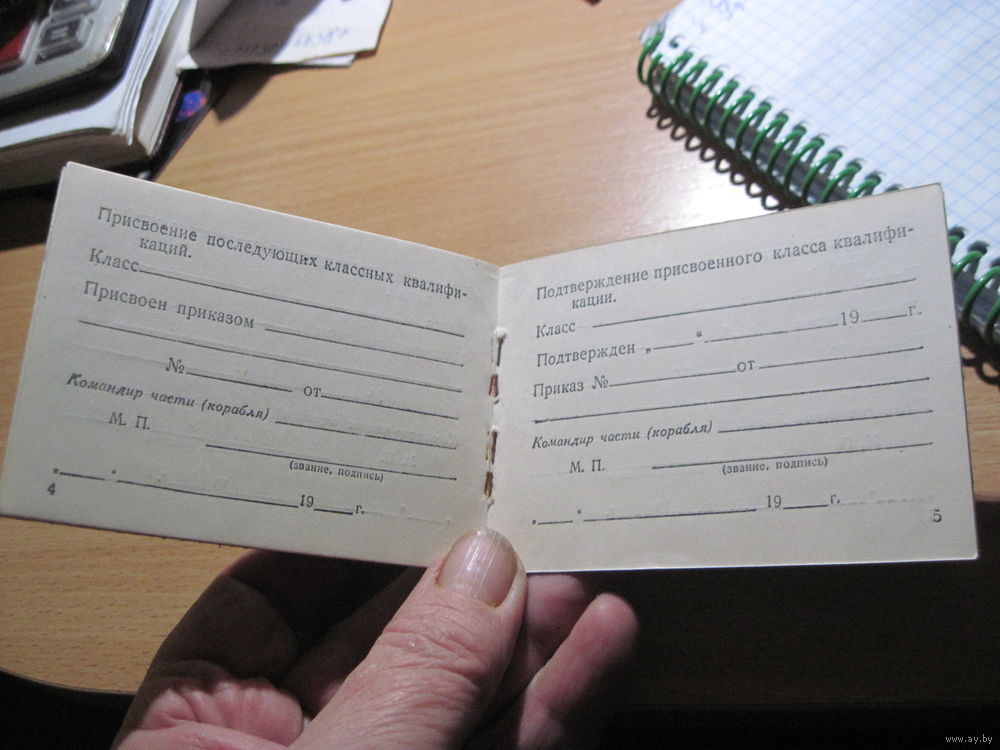 Присвоение последующих классных квалифи-
каций.
Класс
Присвоен приказом
№ от
Командир части (корабля)
М. П.
(звание, подпись)
„ “ 19 г.
4
Подтверждение присвоенного класса квалифи-
кации.
Класс
Подтвержден „ “ 19 г.
Приказ № от
Командир части (корабля)
М. П.
(звание, подпись)
„ “ 19 г.
5
www.ay.by